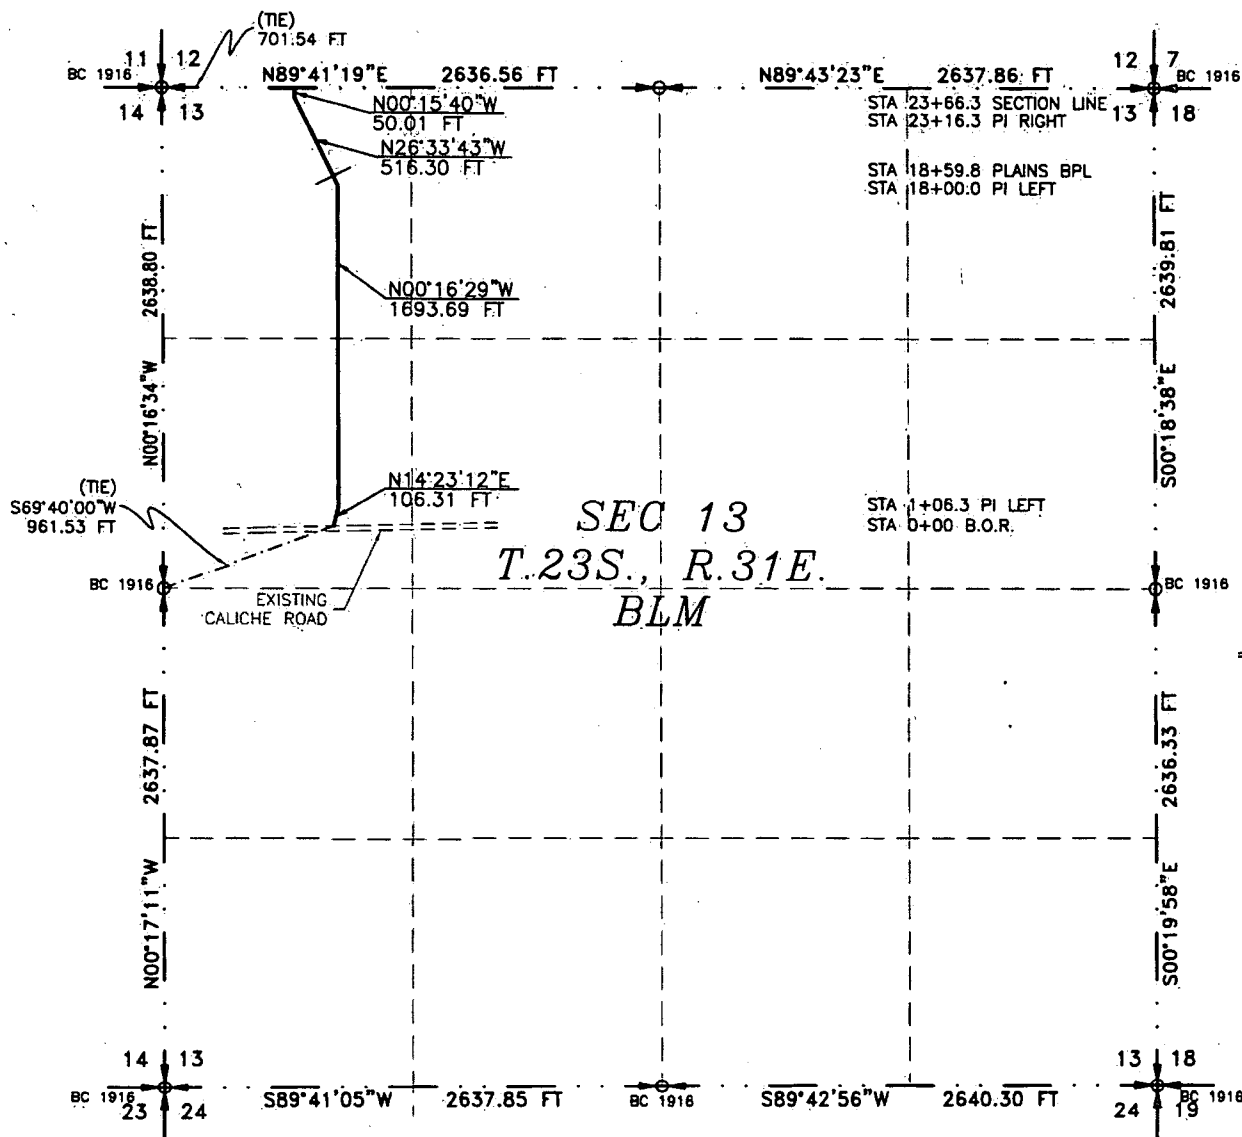 (TIE)
701.54 FT
11 12
BC 1916
14 13
N89°41'19"E 2636.56 FT
N89°43'23"E 2637.86 FT
12 7
BC 1916
13 18
N00°15'40"W
50.01 FT
N26°33'43"W
516.30 FT
STA 23+66.3 SECTION LINE
STA 23+16.3 PI RIGHT
STA 18+59.8 PLAINS BPL
STA 18+00.0 PI LEFT
2638.80 FT
N00°16'34"W
2639.81 FT
S00°18'38"E
N00°16'29"W
1693.69 FT
(TIE)
S69°40'00"W
961.53 FT
N14°23'12"E
106.31 FT
STA 1+06.3 PI LEFT
STA 0+00 B.O.R.
SEC 13
T.23S., R.31E.
BLM
BC 1916
BC 1916
EXISTING
CALICHE ROAD
2637.87 FT
N00°17'11"W
2636.33 FT
S00°19'58"E
14 13
BC 1916
23 24
S89°41'05"W 2637.85 FT
BC 1916
S89°42'56"W 2640.30 FT
13 18
BC 1916
24 19